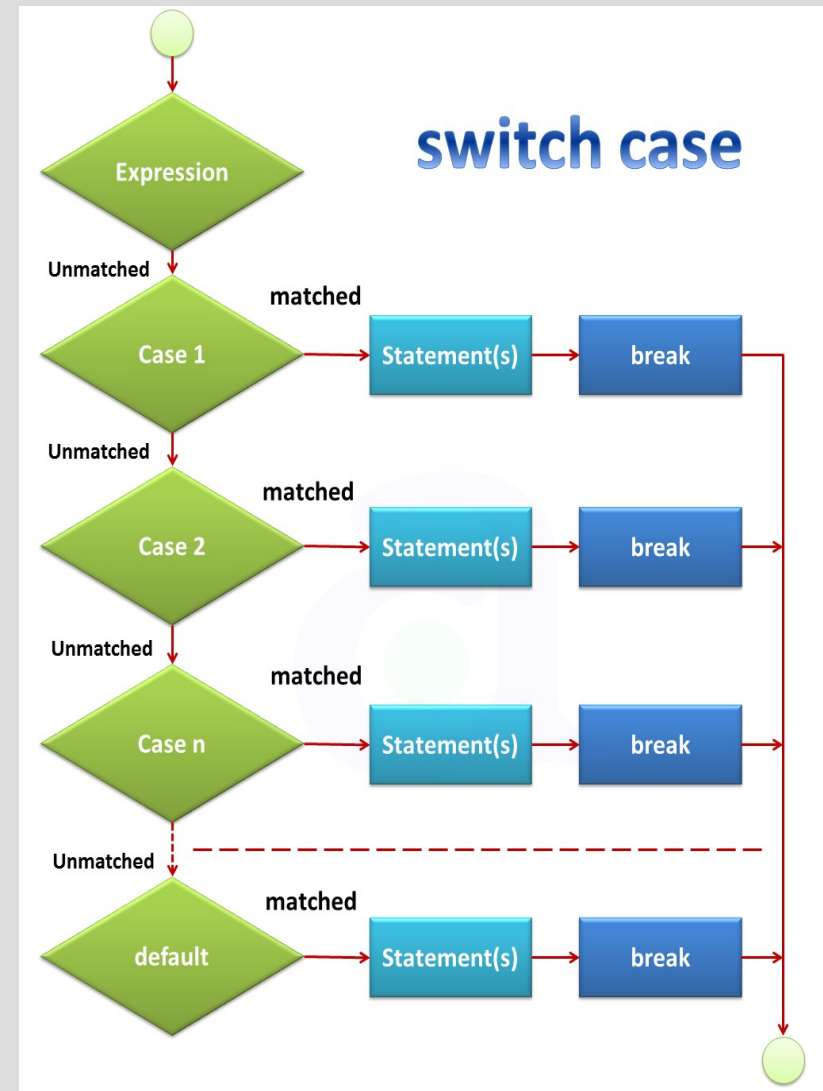 switch case
Expression
Unmatched
matched
Case 1
Statement(s)
break
Unmatched
matched
Case 2
Statement(s)
break
Unmatched
matched
Case n
Statement(s)
break
Unmatched
matched
default
Statement(s)
break